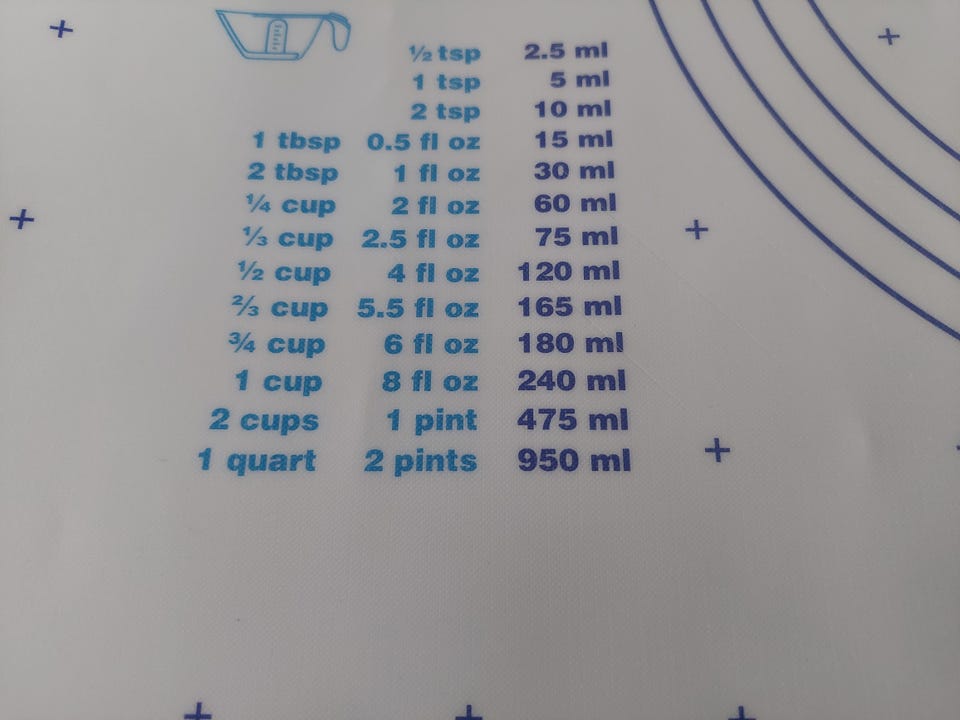 ½ tsp 2.5 ml
1 tsp 5 ml
2 tsp 10 ml
1 tbsp 0.5 fl oz 15 ml
2 tbsp 1 fl oz 30 ml
¼ cup 2 fl oz 60 ml
⅓ cup 2.5 fl oz 75 ml
½ cup 4 fl oz 120 ml
⅔ cup 5.5 fl oz 165 ml
¾ cup 6 fl oz 180 ml
1 cup 8 fl oz 240 ml
2 cups 1 pint 475 ml
1 quart 2 pints 950 ml